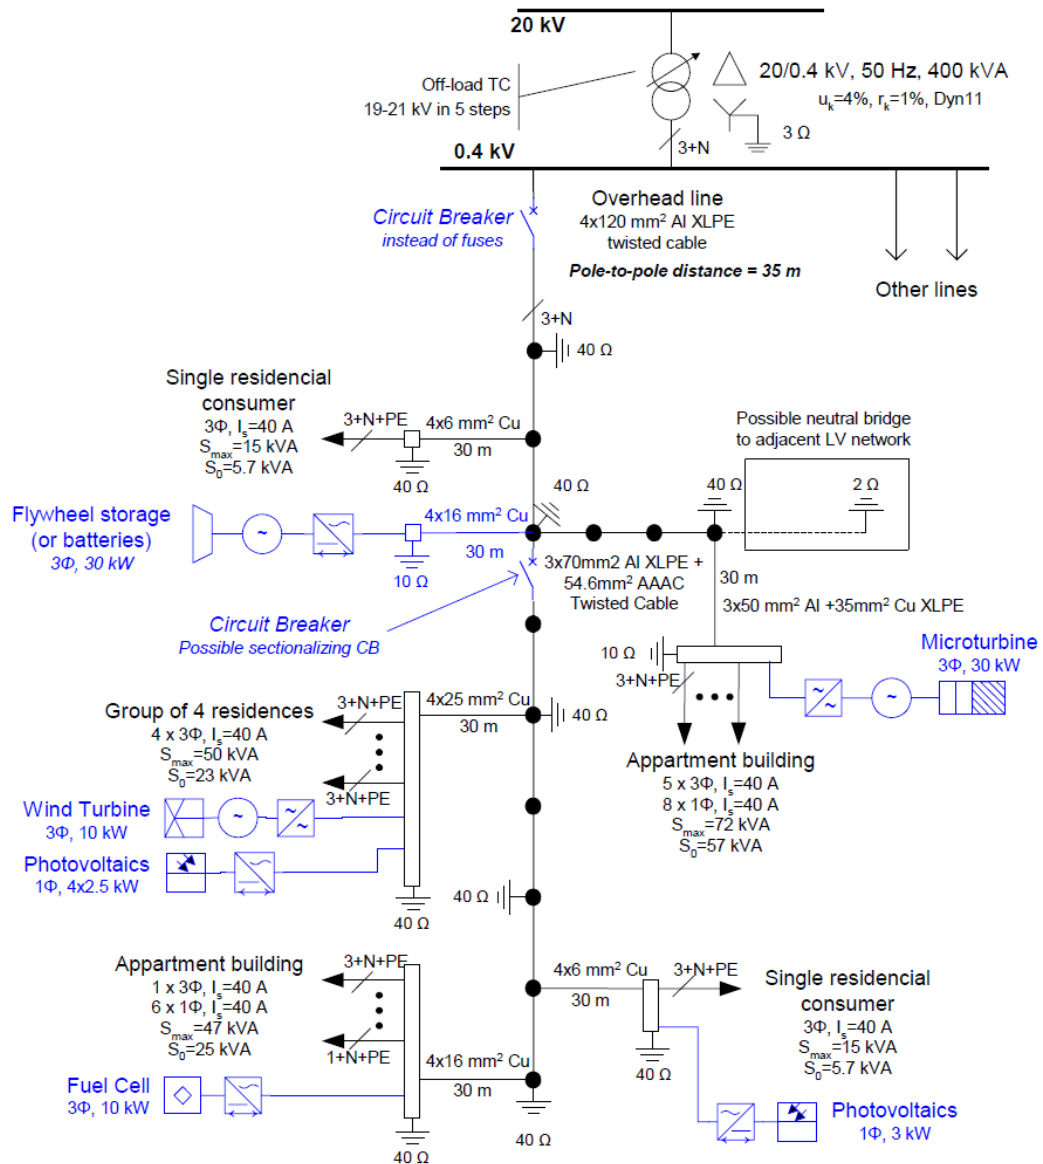 20 kV
Off-load TC
19-21 kV in 5 steps
20/0.4 kV, 50 Hz, 400 kVA
uk=4%, rk=1%, Dyn11
3 Ω
3+N
0.4 kV
Circuit Breaker
instead of fuses
Overhead line
4x120 mm² Al XLPE
twisted cable
Pole-to-pole distance = 35 m
Other lines
3+N
40 Ω
Single residencial
consumer
3Φ, Is=40 A
Smax=15 kVA
S0=5.7 kVA
3+N+PE
4x6 mm² Cu
30 m
40 Ω
Possible neutral bridge
to adjacent LV network
40 Ω
40 Ω
2 Ω
Flywheel storage
(or batteries)
3Φ, 30 kW
4x16 mm² Cu
30 m
10 Ω
3x70mm2 Al XLPE +
54.6mm² AAAC
Twisted Cable
30 m
3x50 mm² Al +35mm² Cu XLPE
Circuit Breaker
Possible sectionalizing CB
10 Ω
3+N+PE
Microturbine
3Φ, 30 kW
Appartment building
5 x 3Φ, Is=40 A
8 x 1Φ, Is=40 A
Smax=72 kVA
S0=57 kVA
Group of 4 residences
4 x 3Φ, Is=40 A
Smax=50 kVA
S0=23 kVA
3+N+PE
3+N+PE
4x25 mm² Cu
30 m
40 Ω
Wind Turbine
3Φ, 10 kW
Photovoltaics
1Φ, 4x2.5 kW
40 Ω
40 Ω
Appartment building
1 x 3Φ, Is=40 A
6 x 1Φ, Is=40 A
Smax=47 kVA
S0=25 kVA
3+N+PE
1+N+PE
4x16 mm² Cu
30 m
Fuel Cell
3Φ, 10 kW
40 Ω
40 Ω
4x6 mm² Cu
30 m
3+N+PE
40 Ω
Single residencial
consumer
3Φ, Is=40 A
Smax=15 kVA
S0=5.7 kVA
Photovoltaics
1Φ, 3 kW